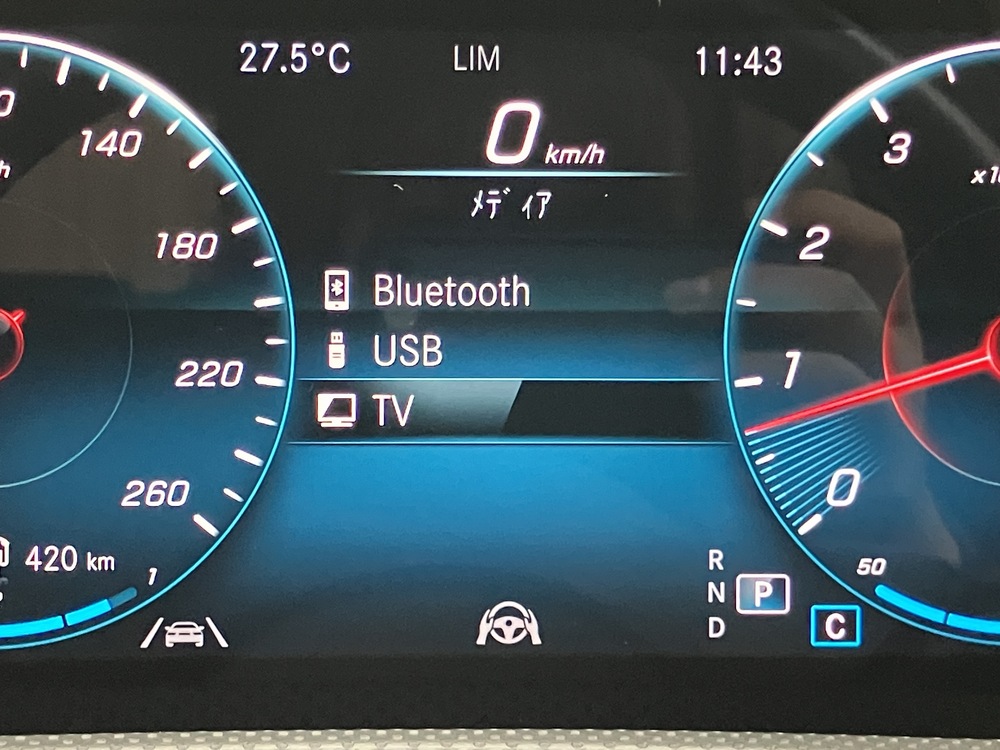 27.5°C LIM 11:43
0 km/h
メディア
Bluetooth
USB
TV
140
180
220
260
420 km
1
3
2
1
0
50
R
N P
D
C